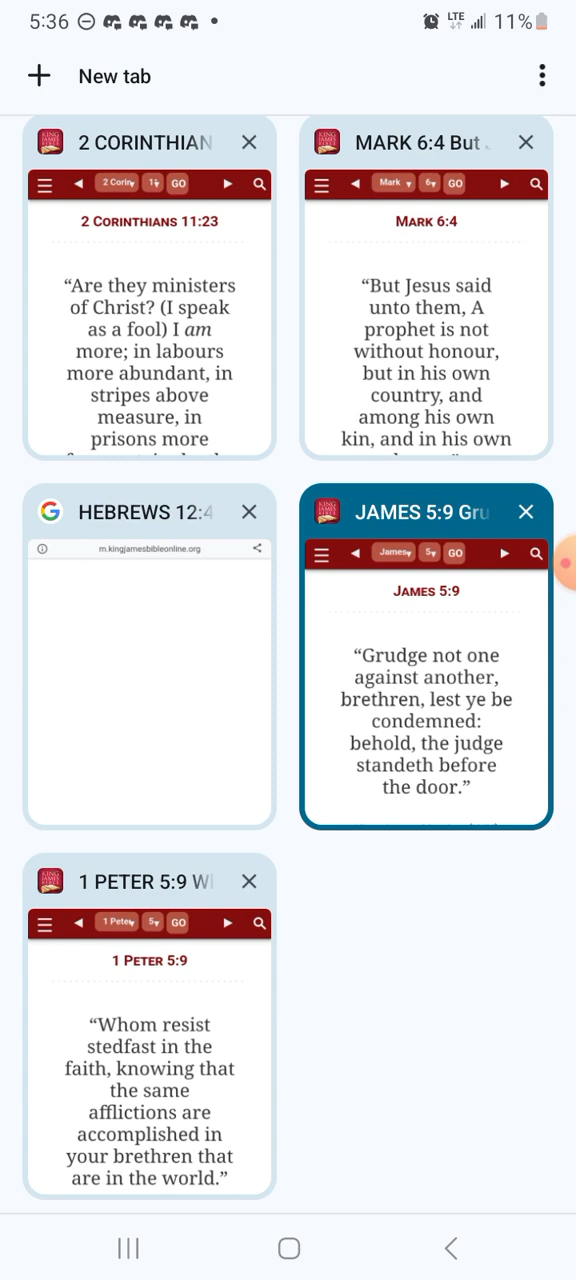 5:36 LTE 11%
+ New tab
2 CORINTHIAN
2 Corin 1 GO
2 CORINTHIANS 11:23
“Are they ministers
of Christ? (I speak
as a fool) I am
more; in labours
more abundant, in
stripes above
measure, in
prisons more
MARK 6:4 But
Mark 6 GO
MARK 6:4
“But Jesus said
unto them, A
prophet is not
without honour,
but in his own
country, and
among his own
kin, and in his own
HEBREWS 12:4
m.kingjamesbibleonline.org
JAMES 5:9 Gru
James 5 GO
JAMES 5:9
“Grudge not one
against another,
brethren, lest ye be
condemned:
behold, the judge
standeth before
the door.”
1 PETER 5:9 W
1 Peter 5 GO
1 PETER 5:9
“Whom resist
stedfast in the
faith, knowing that
the same
afflictions are
accomplished in
your brethren that
are in the world.”